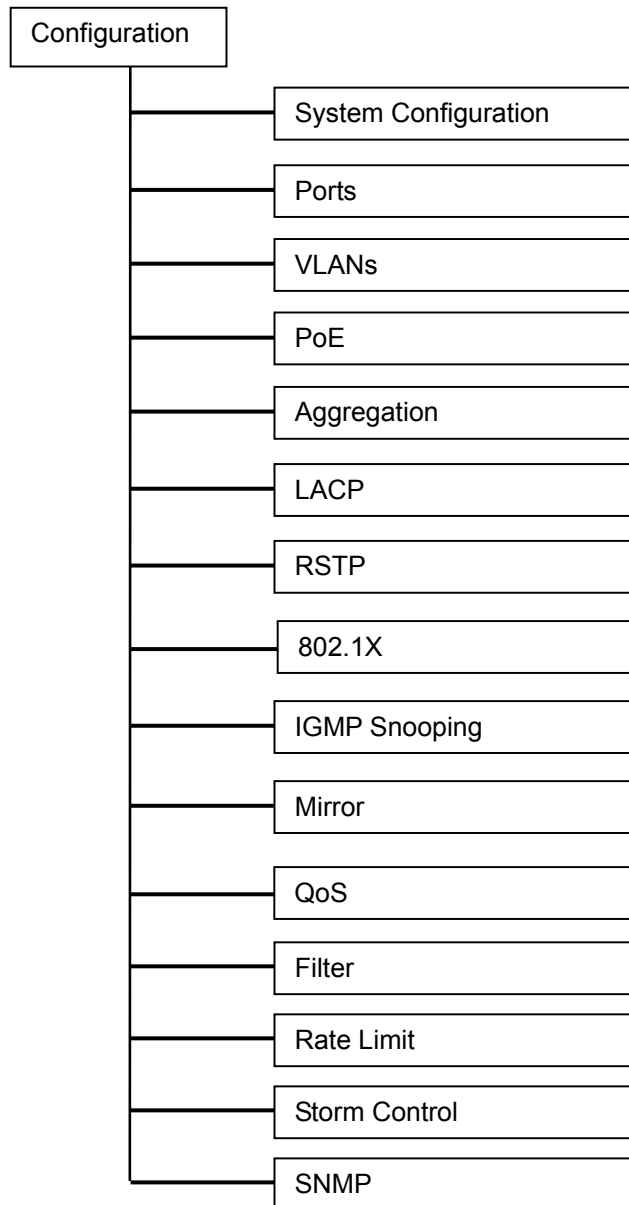 Configuration
System Configuration
Ports
VLANs
PoE
Aggregation
LACP
RSTP
802.1X
IGMP Snooping
Mirror
QoS
Filter
Rate Limit
Storm Control
SNMP